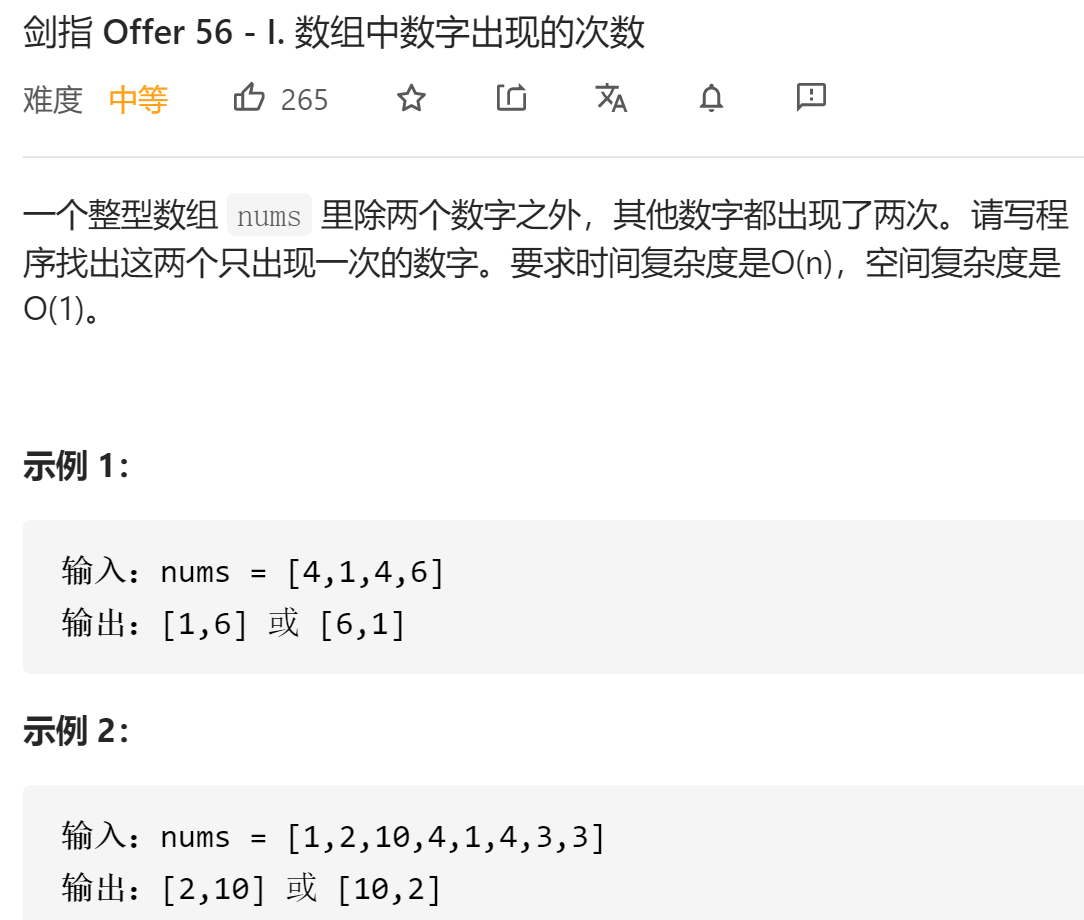 剑指 Offer 56 - I. 数组中数字出现的次数
难度 中等 265
一个整型数组 nums 里除两个数字之外，其他数字都出现了两次。请写程
序找出这两个只出现一次的数字。要求时间复杂度是O(n)，空间复杂度是
O(1)。
示例 1：
输入：nums = [4,1,4,6]
输出：[1,6] 或 [6,1]
示例 2：
输入：nums = [1,2,10,4,1,4,3,3]
输出：[2,10] 或 [10,2]